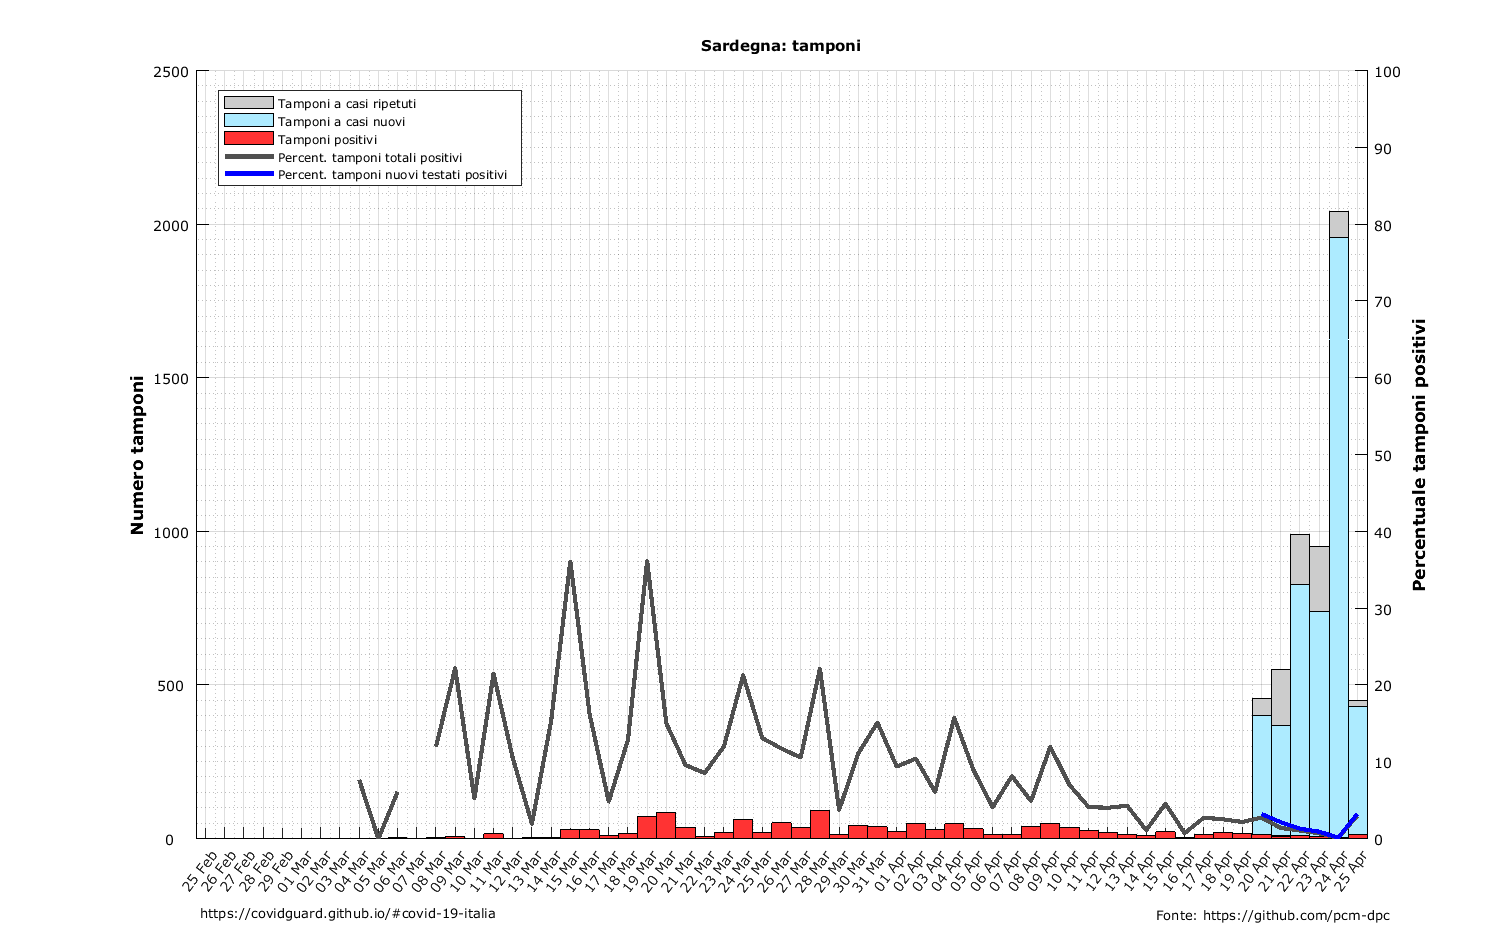 Sardegna: tamponi
Tamponi a casi ripetuti
Tamponi a casi nuovi
Tamponi positivi
Percent. tamponi totali positivi
Percent. tamponi nuovi testati positivi
Numero tamponi
2500
2000
1500
1000
500
0
100
90
80
70
60
50
40
30
20
10
0
Percentuale tamponi positivi
25 Feb
26 Feb
27 Feb
28 Feb
29 Feb
01 Mar
02 Mar
03 Mar
04 Mar
05 Mar
06 Mar
07 Mar
08 Mar
09 Mar
10 Mar
11 Mar
12 Mar
13 Mar
14 Mar
15 Mar
16 Mar
17 Mar
18 Mar
19 Mar
20 Mar
21 Mar
22 Mar
23 Mar
24 Mar
25 Mar
26 Mar
27 Mar
28 Mar
29 Mar
30 Mar
31 Mar
01 Apr
02 Apr
03 Apr
04 Apr
05 Apr
06 Apr
07 Apr
08 Apr
09 Apr
10 Apr
11 Apr
12 Apr
13 Apr
14 Apr
15 Apr
16 Apr
17 Apr
18 Apr
19 Apr
20 Apr
21 Apr
22 Apr
23 Apr
24 Apr
25 Apr
https://covidguard.github.io/#covid-19-italia
Fonte: https://github.com/pcm-dpc